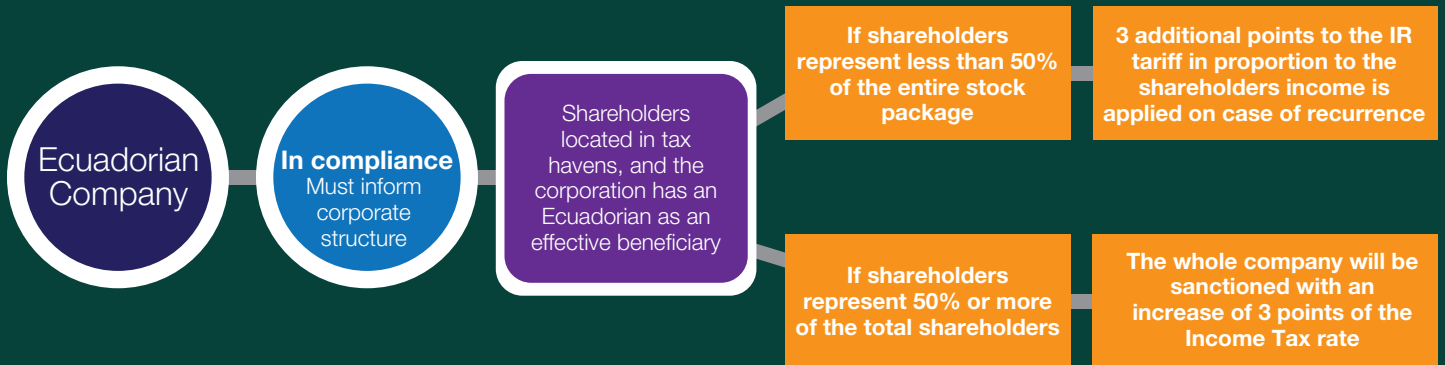 Ecuadorian
Company
In compliance
Must inform
corporate
structure
Shareholders
located in tax
havens, and the
corporation has an
Ecuadorian as an
effective beneficiary
If shareholders
represent less than 50%
of the entire stock
package
3 additional points to the IR
tariff in proportion to the
shareholders income is
applied on case of recurrence
If shareholders
represent 50% or more
of the total shareholders
The whole company will be
sanctioned with an
increase of 3 points of the
Income Tax rate